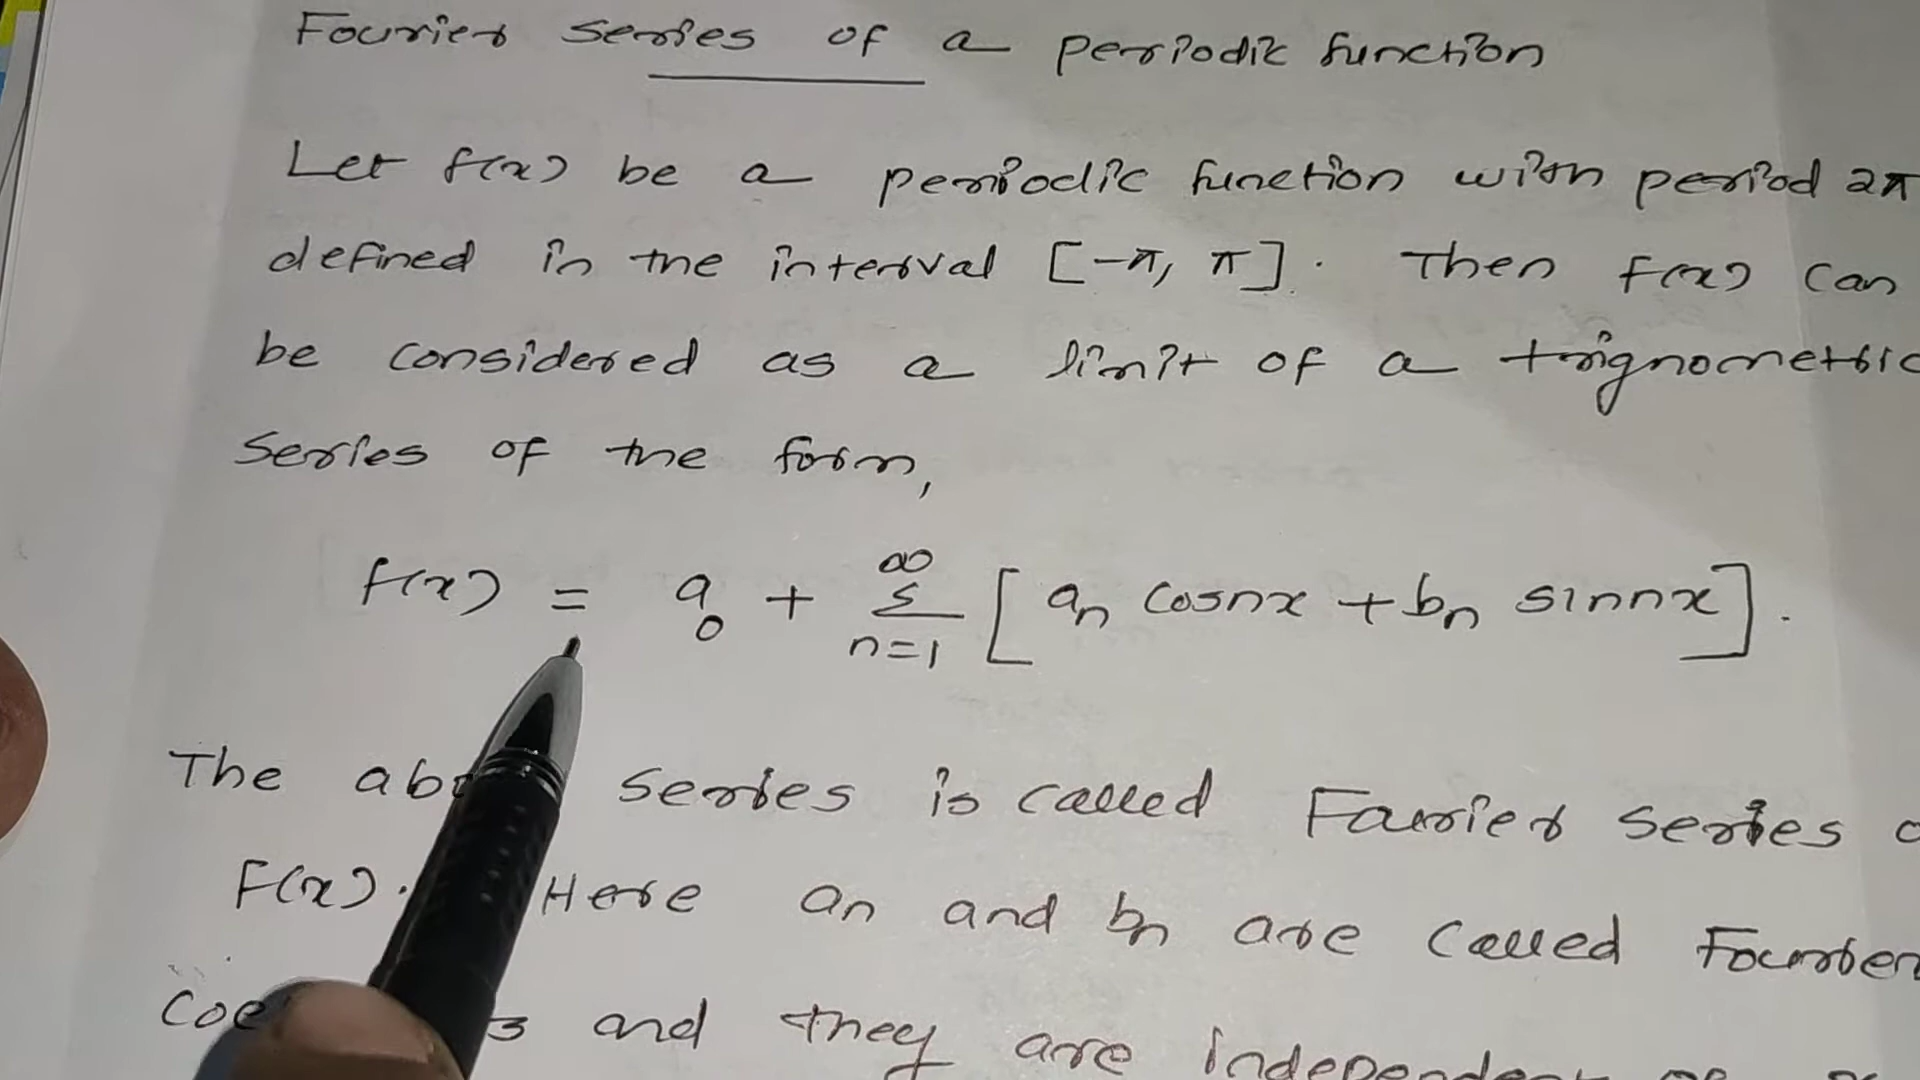 Fourier series of a periodic function
Let f(x) be a periodic function with period 2π
defined in the interval [-π, π]. Then f(x) can
be considered as a limit of a trignometric
series of the form,
f(x) = a₀ + ∞ Σ n=1 [ aₙ cosnx + bₙ sinnx ].
The series is called Fourier series
F(x). Here an and bn are called Fourier
and they are independent of